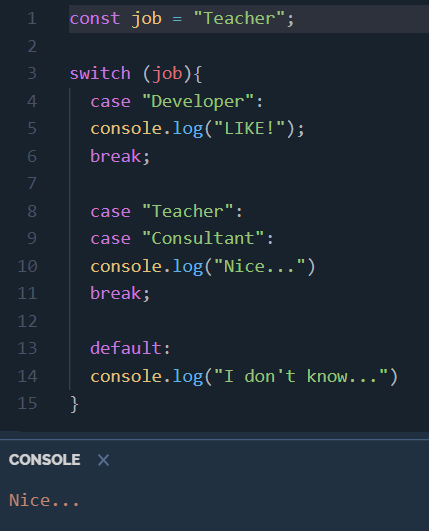 1 const job = "Teacher";
2
3 switch (job){
4 case "Developer":
5 console.log("LIKE!");
6 break;
7
8 case "Teacher":
9 case "Consultant":
10 console.log("Nice...")
11 break;
12
13 default:
14 console.log("I don't know...")
15 }
CONSOLE X
Nice...